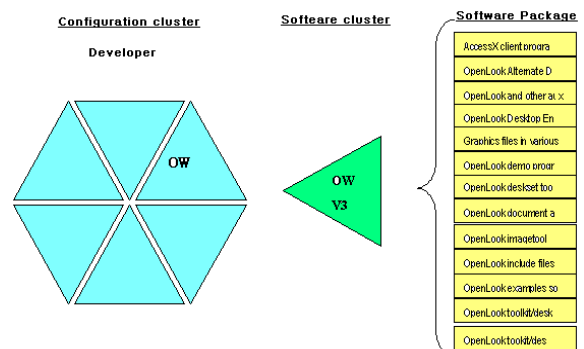 Configuration cluster
Developer
OW
Softeare cluster
OW
V3
Software Package
AccessX client progra
OpenLook Alternate D
OpenLook and other au x
OpenLook Desktop En
Graphics files in various
OpenLook demo progr
OpenLook deskset too
OpenLook document a
OpenLook imagetool
OpenLook include files
OpenLook examples so
OpenLook toolkit/desk
OpenLook toolkit/des